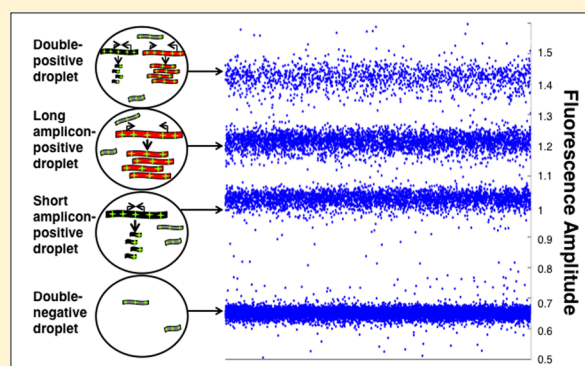 Double-
positive
droplet
Long
amplicon-
positive
droplet
Short
amplicon-
positive
droplet
Double-
negative
droplet
1.5
1.4
1.3
1.2
1.1
1
0.9
0.8
0.7
0.6
0.5
Fluorescence Amplitude